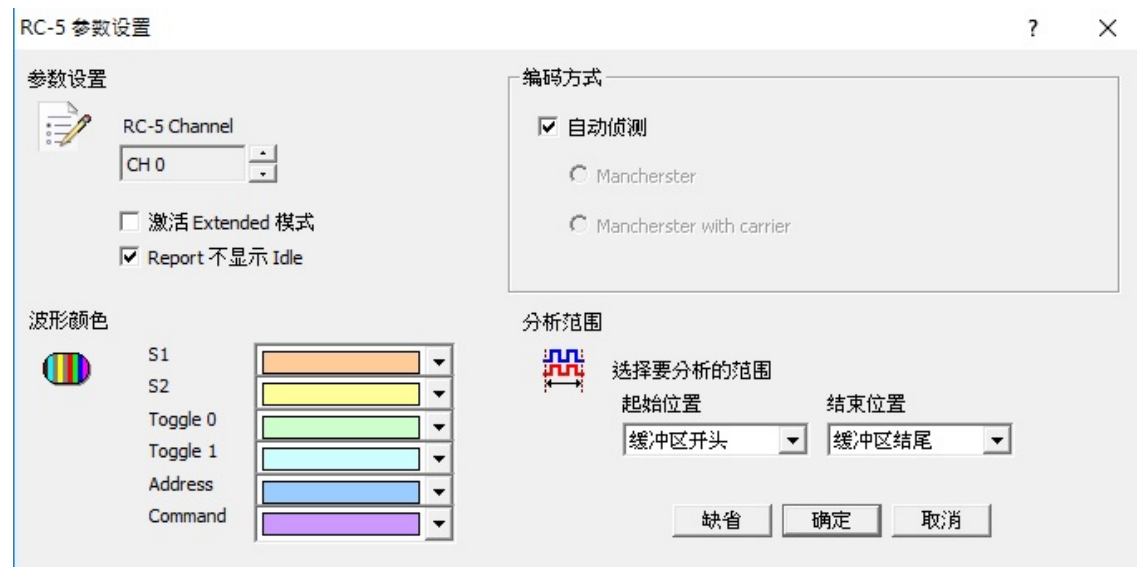 RC-5 参数设置
?
参数设置
RC-5 Channel
CH 0
激活 Extended 模式
Report 不显示 Idle
编码方式
自动侦测
Mancherster
Mancherster with carrier
波形颜色
S1
S2
Toggle 0
Toggle 1
Address
Command
分析范围
选择要分析的范围
起始位置 结束位置
缓冲区开头 缓冲区结尾
缺省 确定 取消